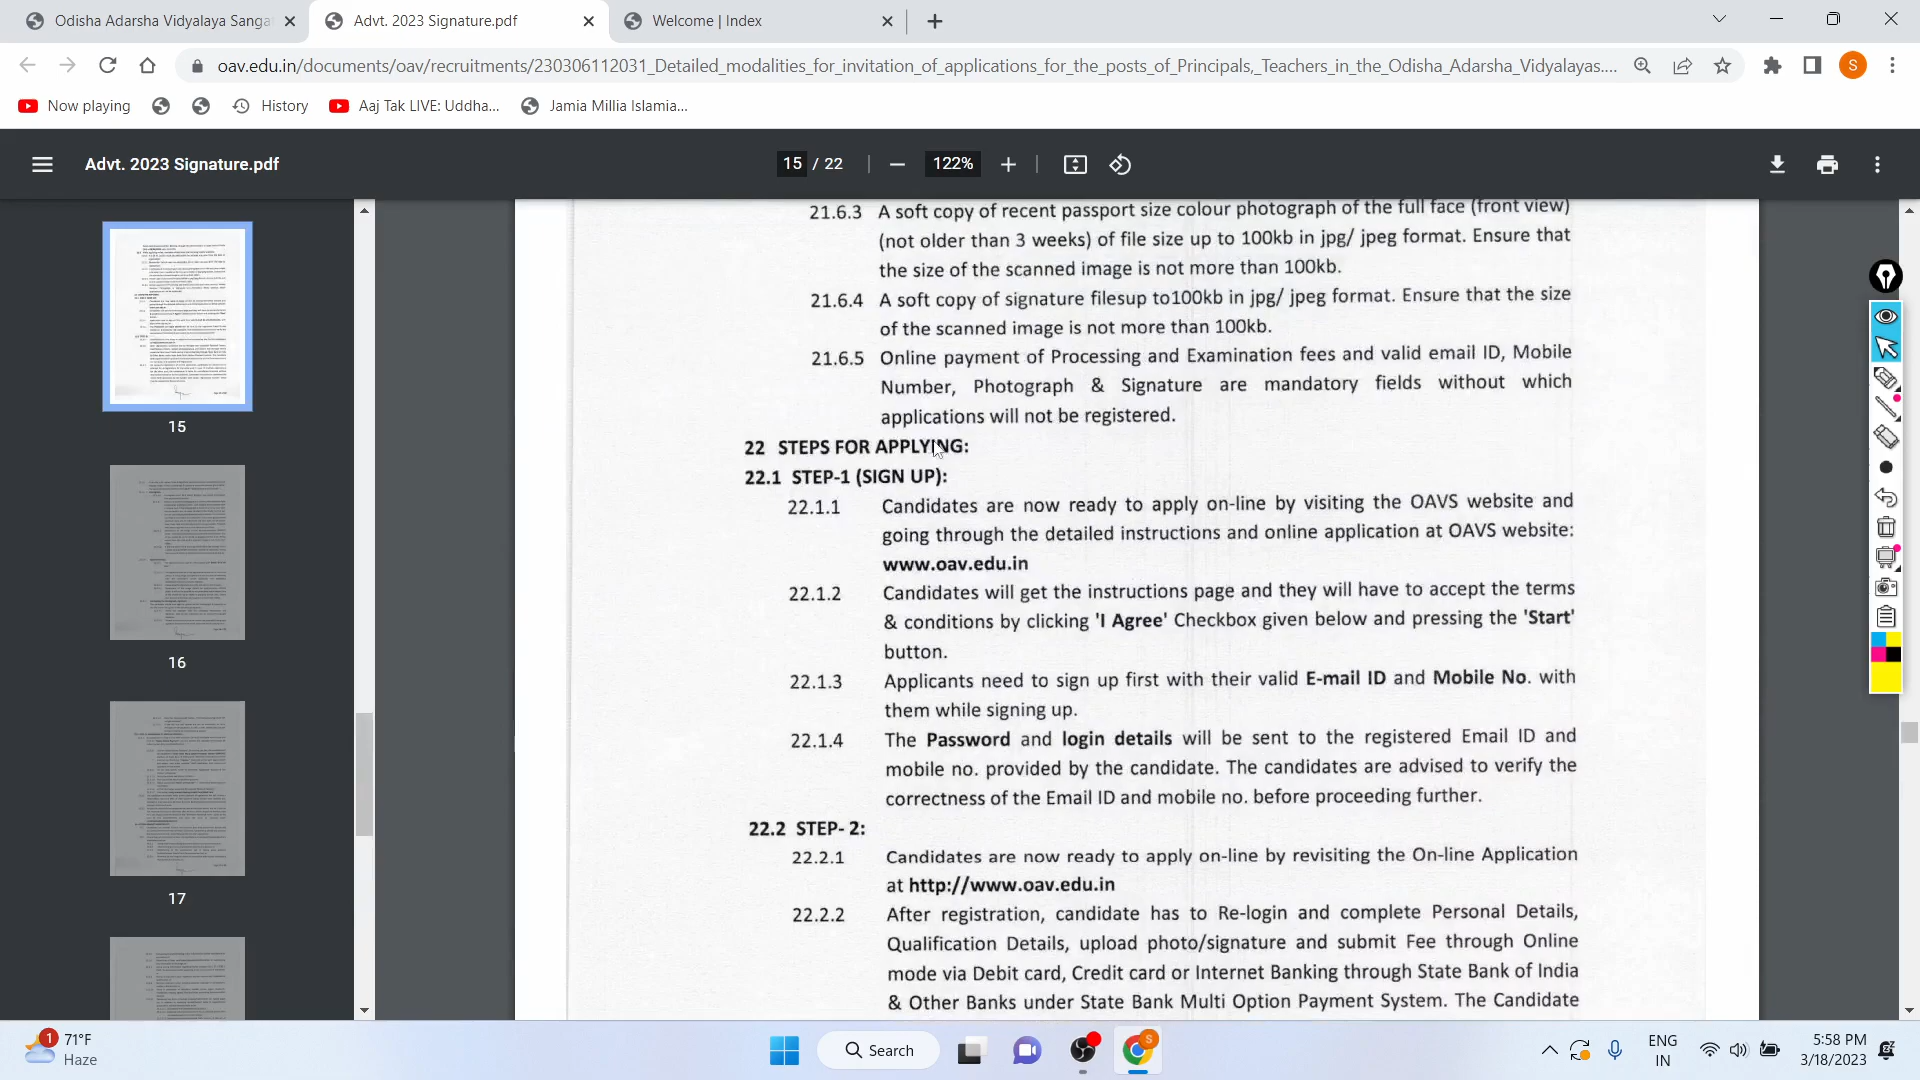 Odisha Adarsha Vidyalaya Sanga
Advt. 2023 Signature.pdf
Welcome | Index
oav.edu.in/documents/oav/recruitments/230306112031_Detailed_modalities_for_invitation_of_applications_for_the_posts_of_Principals,_Teachers_in_the_Odisha_Adarsha_Vidyalayas....
S
Now playing
History
Aaj Tak LIVE: Uddha...
Jamia Millia Islamia...
Advt. 2023 Signature.pdf
15 / 22
122%
21.6.3 A soft copy of recent passport size colour photograph of the full face (front view)
(not older than 3 weeks) of file size up to 100kb in jpg/ jpeg format. Ensure that
the size of the scanned image is not more than 100kb.
21.6.4 A soft copy of signature filesup to100kb in jpg/ jpeg format. Ensure that the size
of the scanned image is not more than 100kb.
21.6.5 Online payment of Processing and Examination fees and valid email ID, Mobile
Number, Photograph & Signature are mandatory fields without which
applications will not be registered.
22 STEPS FOR APPLYING:
22.1 STEP-1 (SIGN UP):
22.1.1 Candidates are now ready to apply on-line by visiting the OAVS website and
going through the detailed instructions and online application at OAVS website:
www.oav.edu.in
22.1.2 Candidates will get the instructions page and they will have to accept the terms
& conditions by clicking 'I Agree' Checkbox given below and pressing the 'Start'
button.
22.1.3 Applicants need to sign up first with their valid E-mail ID and Mobile No. with
them while signing up.
22.1.4 The Password and login details will be sent to the registered Email ID and
mobile no. provided by the candidate. The candidates are advised to verify the
correctness of the Email ID and mobile no. before proceeding further.
22.2 STEP- 2:
22.2.1 Candidates are now ready to apply on-line by revisiting the On-line Application
at http://www.oav.edu.in
22.2.2 After registration, candidate has to Re-login and complete Personal Details,
Qualification Details, upload photo/signature and submit Fee through Online
mode via Debit card, Credit card or Internet Banking through State Bank of India
& Other Banks under State Bank Multi Option Payment System. The Candidate
15
16
17
1
71°F
Haze
Search
S
ENG
IN
5:58 PM
3/18/2023